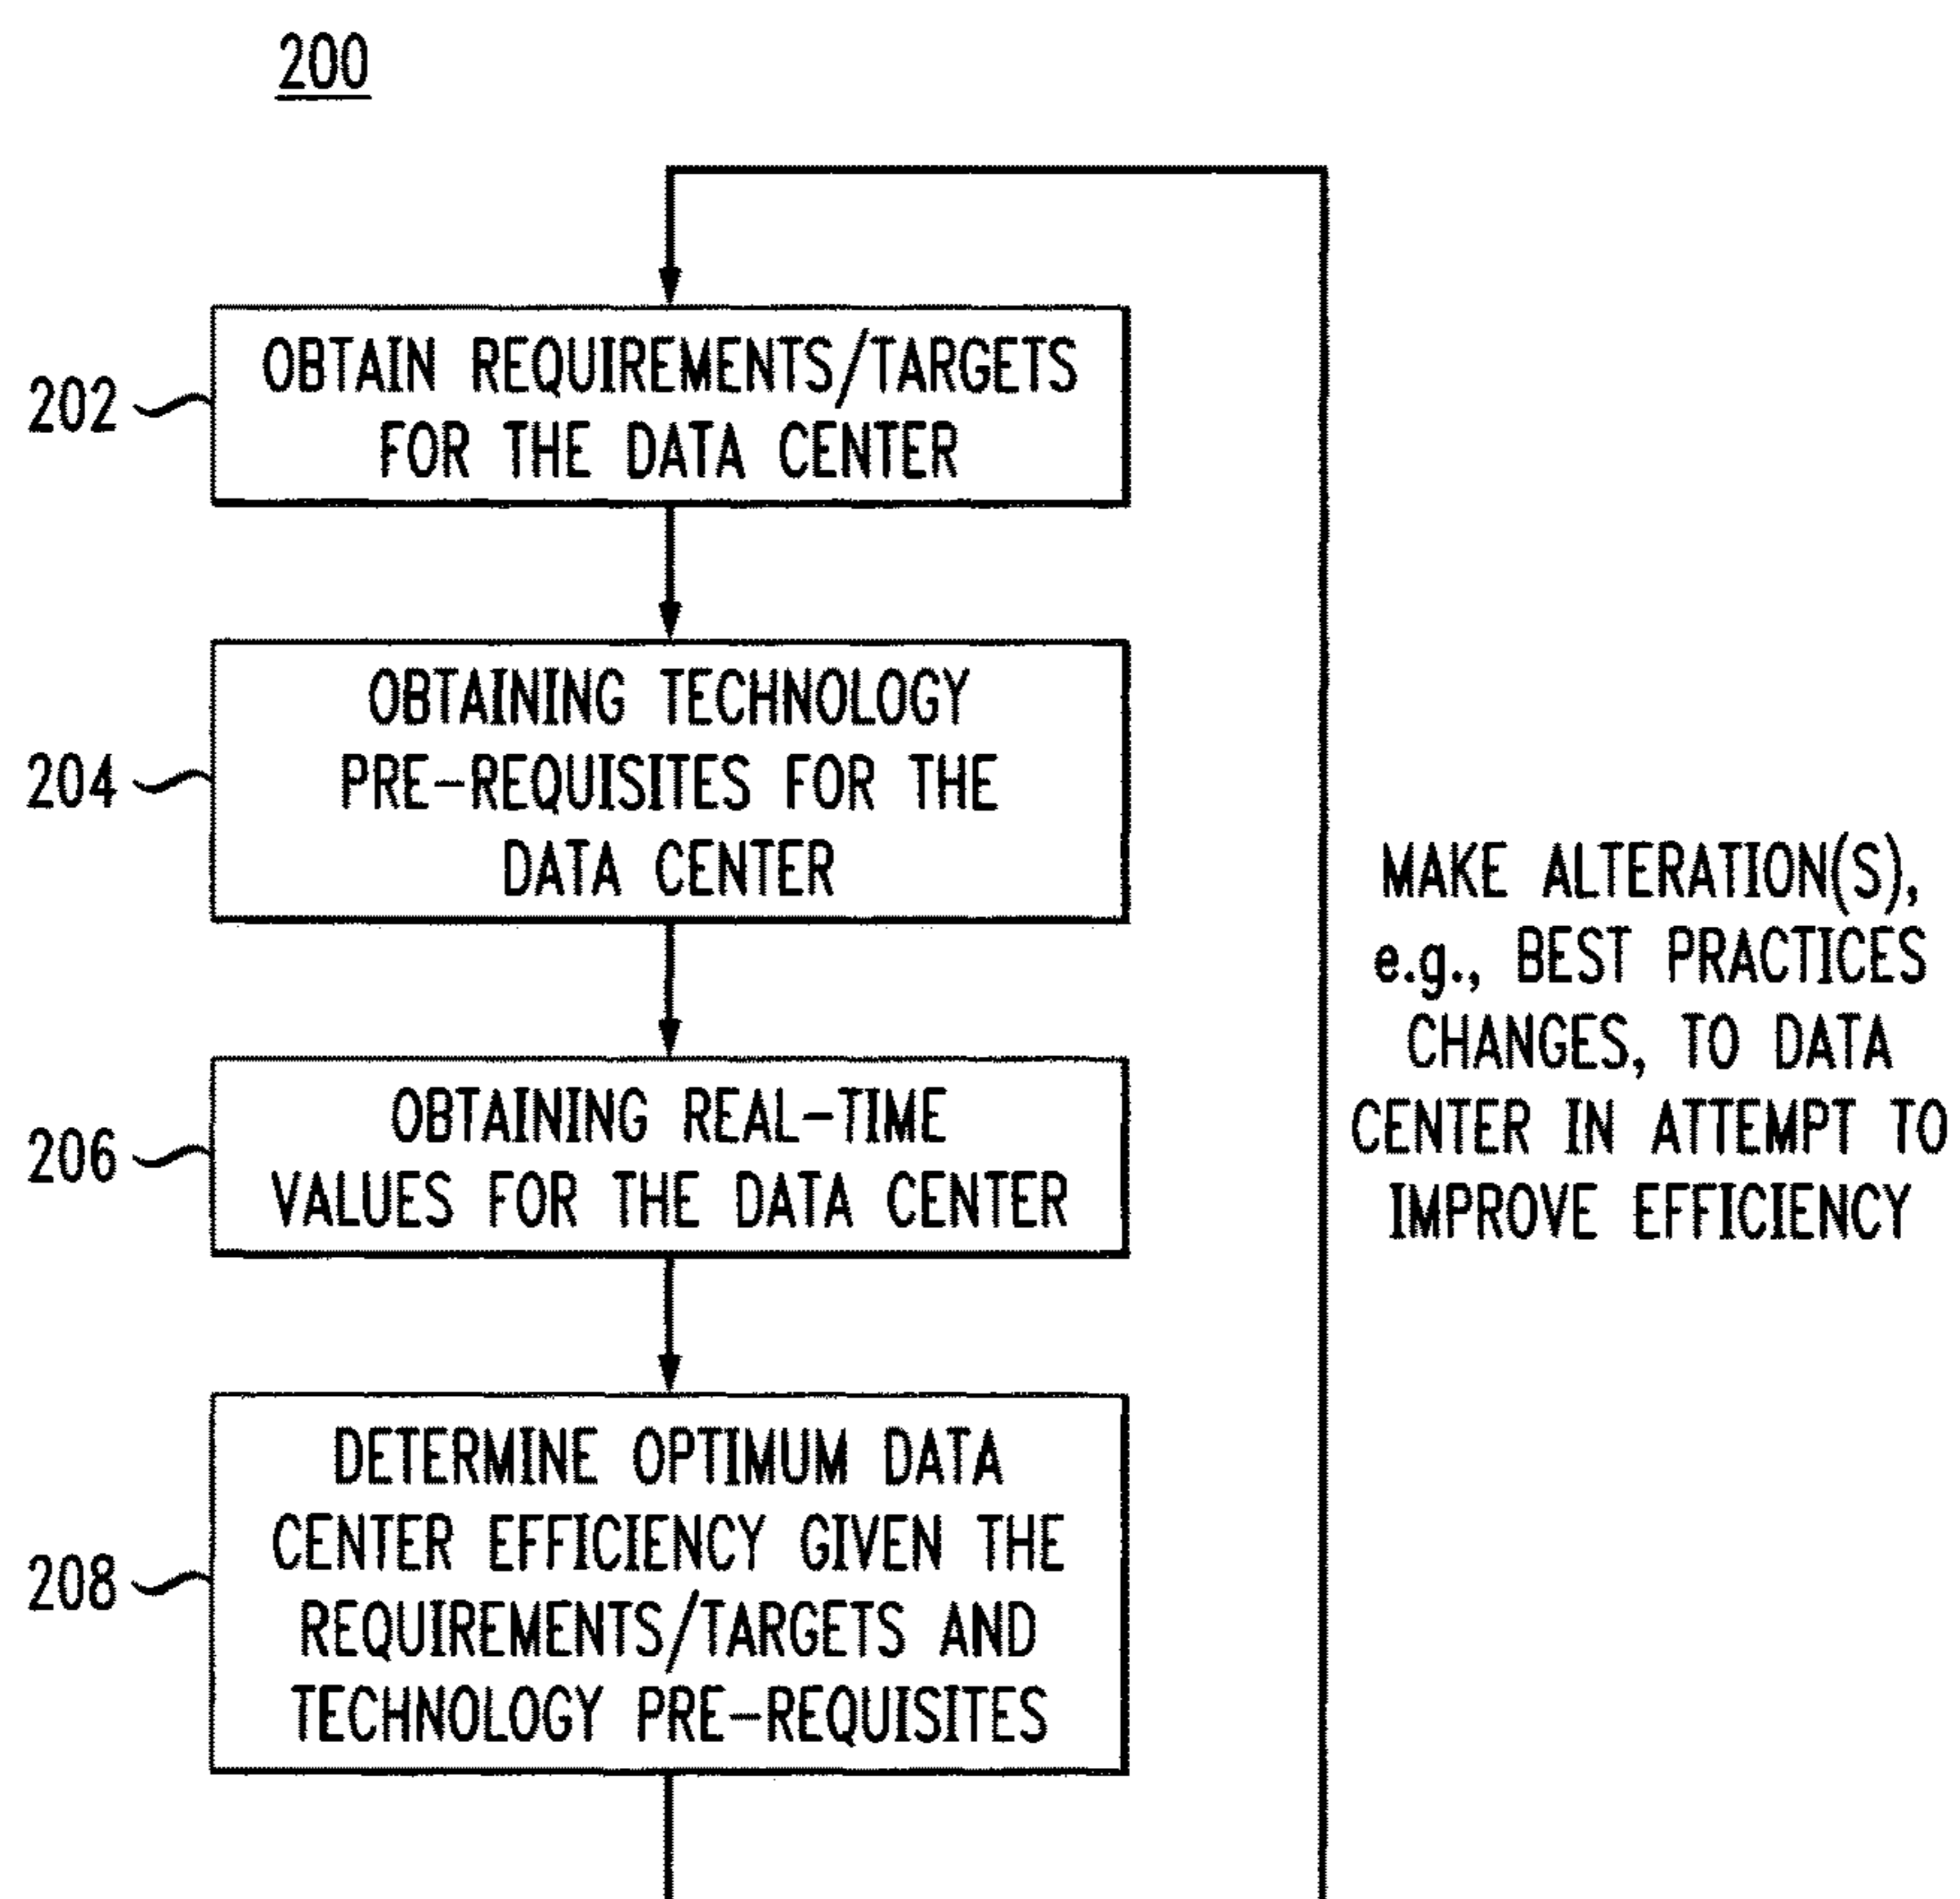 200
202
OBTAIN REQUIREMENTS/TARGETS
FOR THE DATA CENTER
204
OBTAINING TECHNOLOGY
PRE-REQUISITES FOR THE
DATA CENTER
206
OBTAINING REAL-TIME
VALUES FOR THE DATA CENTER
208
DETERMINE OPTIMUM DATA
CENTER EFFICIENCY GIVEN THE
REQUIREMENTS/TARGETS AND
TECHNOLOGY PRE-REQUISITES
MAKE ALTERATION(S),
e.g., BEST PRACTICES
CHANGES, TO DATA
CENTER IN ATTEMPT TO
IMPROVE EFFICIENCY